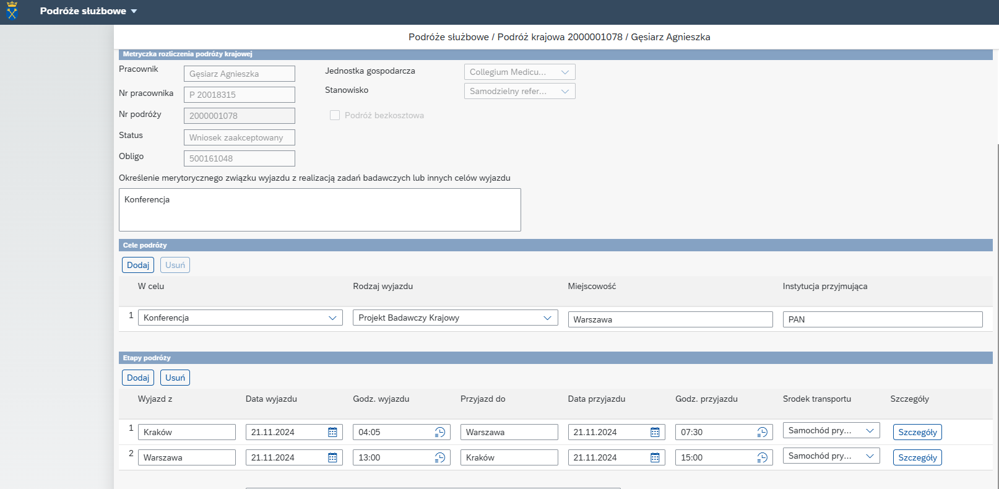 Podróże służbowe
Podróże służbowe / Podróż krajowa 2000001078 / Gęsiarz Agnieszka
Metryczka rozliczenia podróży krajowej
Pracownik Gęsiarz Agnieszka Jednostka gospodarcza Collegium Medicu...
Nr pracownika P 20018315 Stanowisko Samodzielny refer...
Nr podróży 2000001078 Podróż bezkosztowa
Status Wniosek zaakceptowany
Obligo 500161048
Określenie merytorycznego związku wyjazdu z realizacją zadań badawczych lub innych celów wyjazdu
Konferencja
Cele podróży
Dodaj Usuń
W celu Rodzaj wyjazdu Miejscowość Instytucja przyjmująca
1 Konferencja Projekt Badawczy Krajowy Warszawa PAN
Etapy podróży
Dodaj Usuń
Wyjazd z Data wyjazdu Godz. wyjazdu Przyjazd do Data przyjazdu Godz. przyjazdu Srodek transportu Szczegóły
1 Kraków 21.11.2024 04:05 Warszawa 21.11.2024 07:30 Samochód pry... Szczegóły
2 Warszawa 21.11.2024 13:00 Kraków 21.11.2024 15:00 Samochód pry... Szczegóły